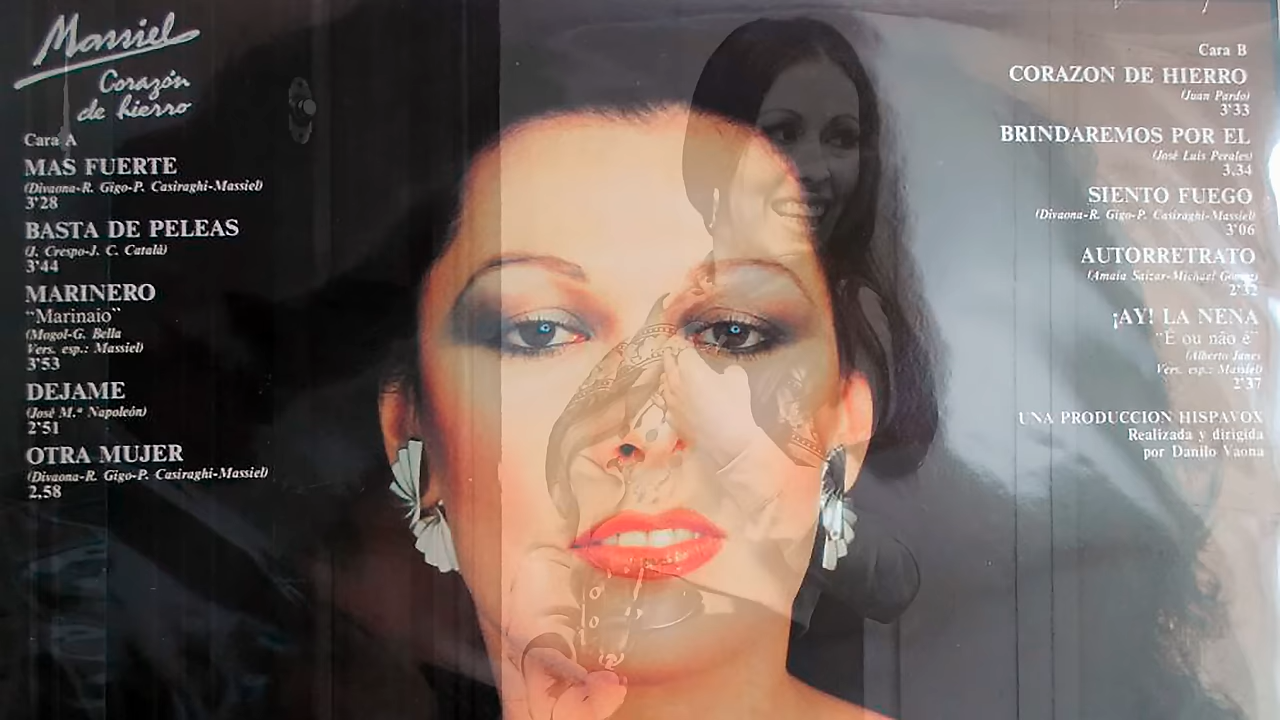 Massiel
Corazón
de hierro
Cara A
MAS FUERTE
(Divaona-R. Gigo-P. Casiraghi-Massiel)
3'28
BASTA DE PELEAS
(J. Crespo-J. C. Catalá)
3'44
MARINERO
"Marinaio"
(Mogol-G. Bella
Vers. esp.: Massiel)
3'53
DEJAME
(José M.ª Napoleón)
2'51
OTRA MUJER
(Divaona-R. Gigo-P. Casiraghi-Massiel)
2.58
Cara B
CORAZON DE HIERRO
(Juan Pardo)
3'33
BRINDAREMOS POR EL
(José Luis Perales)
3.34
SIENTO FUEGO
(Divaona-R. Gigo-P. Casiraghi-Massiel)
3'06
AUTORRETRATO
(Amaia Saizar-Michael Gomez)
2'32
¡AY! LA NENA
"È ou não é"
(Alberto Janes
Vers. esp.: Massiel)
2'37
UNA PRODUCCION HISPAVOX
Realizada y dirigida
por Danilo Vaona